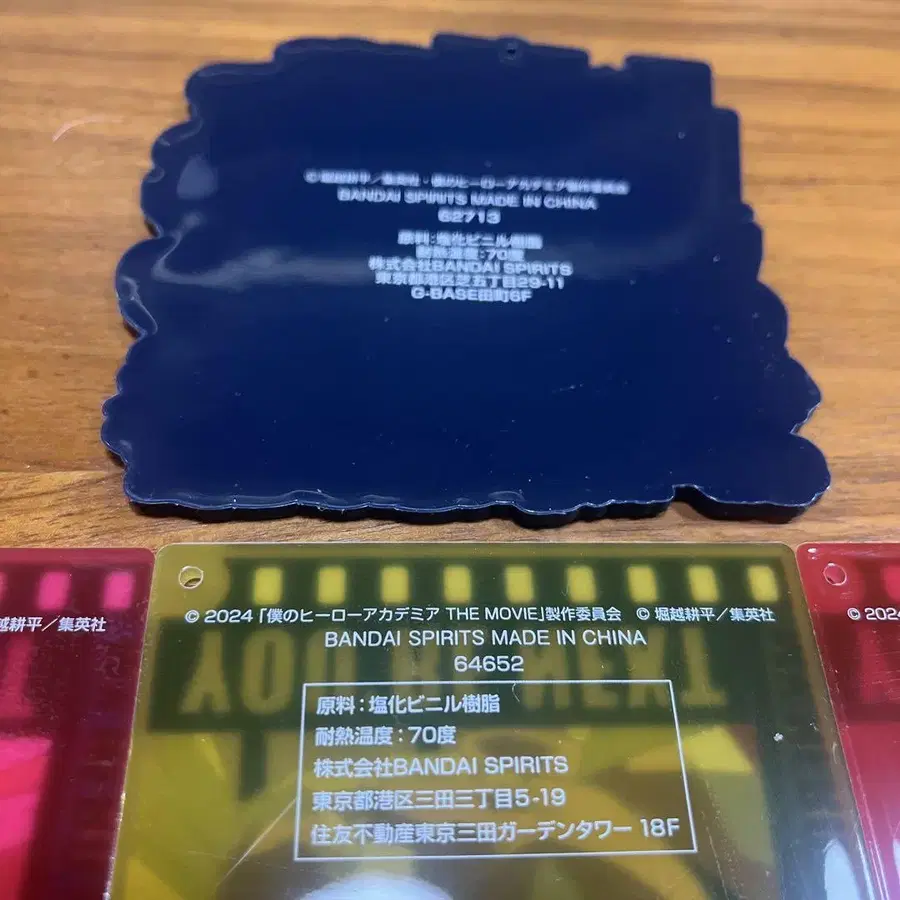 © 堀越耕平／集英社・僕のヒーローアカデミア製作委員会
BANDAI SPIRITS MADE IN CHINA
62713
原料:塩化ビニル樹脂
耐熱温度:70度
株式会社BANDAI SPIRITS
東京都港区芝五丁目29-11
G-BASE田町6F
越耕平／集英社
© 2024「僕のヒーローアカデミア THE MOVIE」製作委員会 © 堀越耕平／集英社
BANDAI SPIRITS MADE IN CHINA
64652
原料：塩化ビニル樹脂
耐熱温度：70度
株式会社BANDAI SPIRITS
東京都港区三田三丁目5-19
住友不動産東京三田ガーデンタワー 18F
© 202